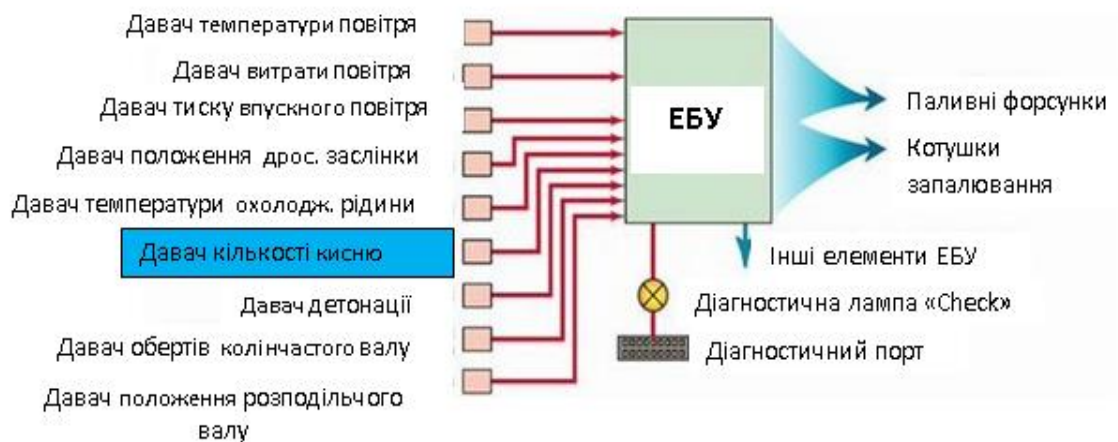 Давач температури повітря
Давач витрати повітря
Давач тиску впускного повітря
Давач положення дрос. заслінки
Давач температури охолодж. рідини
Давач кількості кисню
Давач детонації
Давач обертів колінчастого валу
Давач положення розподільчого
валу
ЕБУ
Паливні форсунки
Котушки
запалювання
Інші елементи ЕБУ
Діагностична лампа «Check»
Діагностичний порт